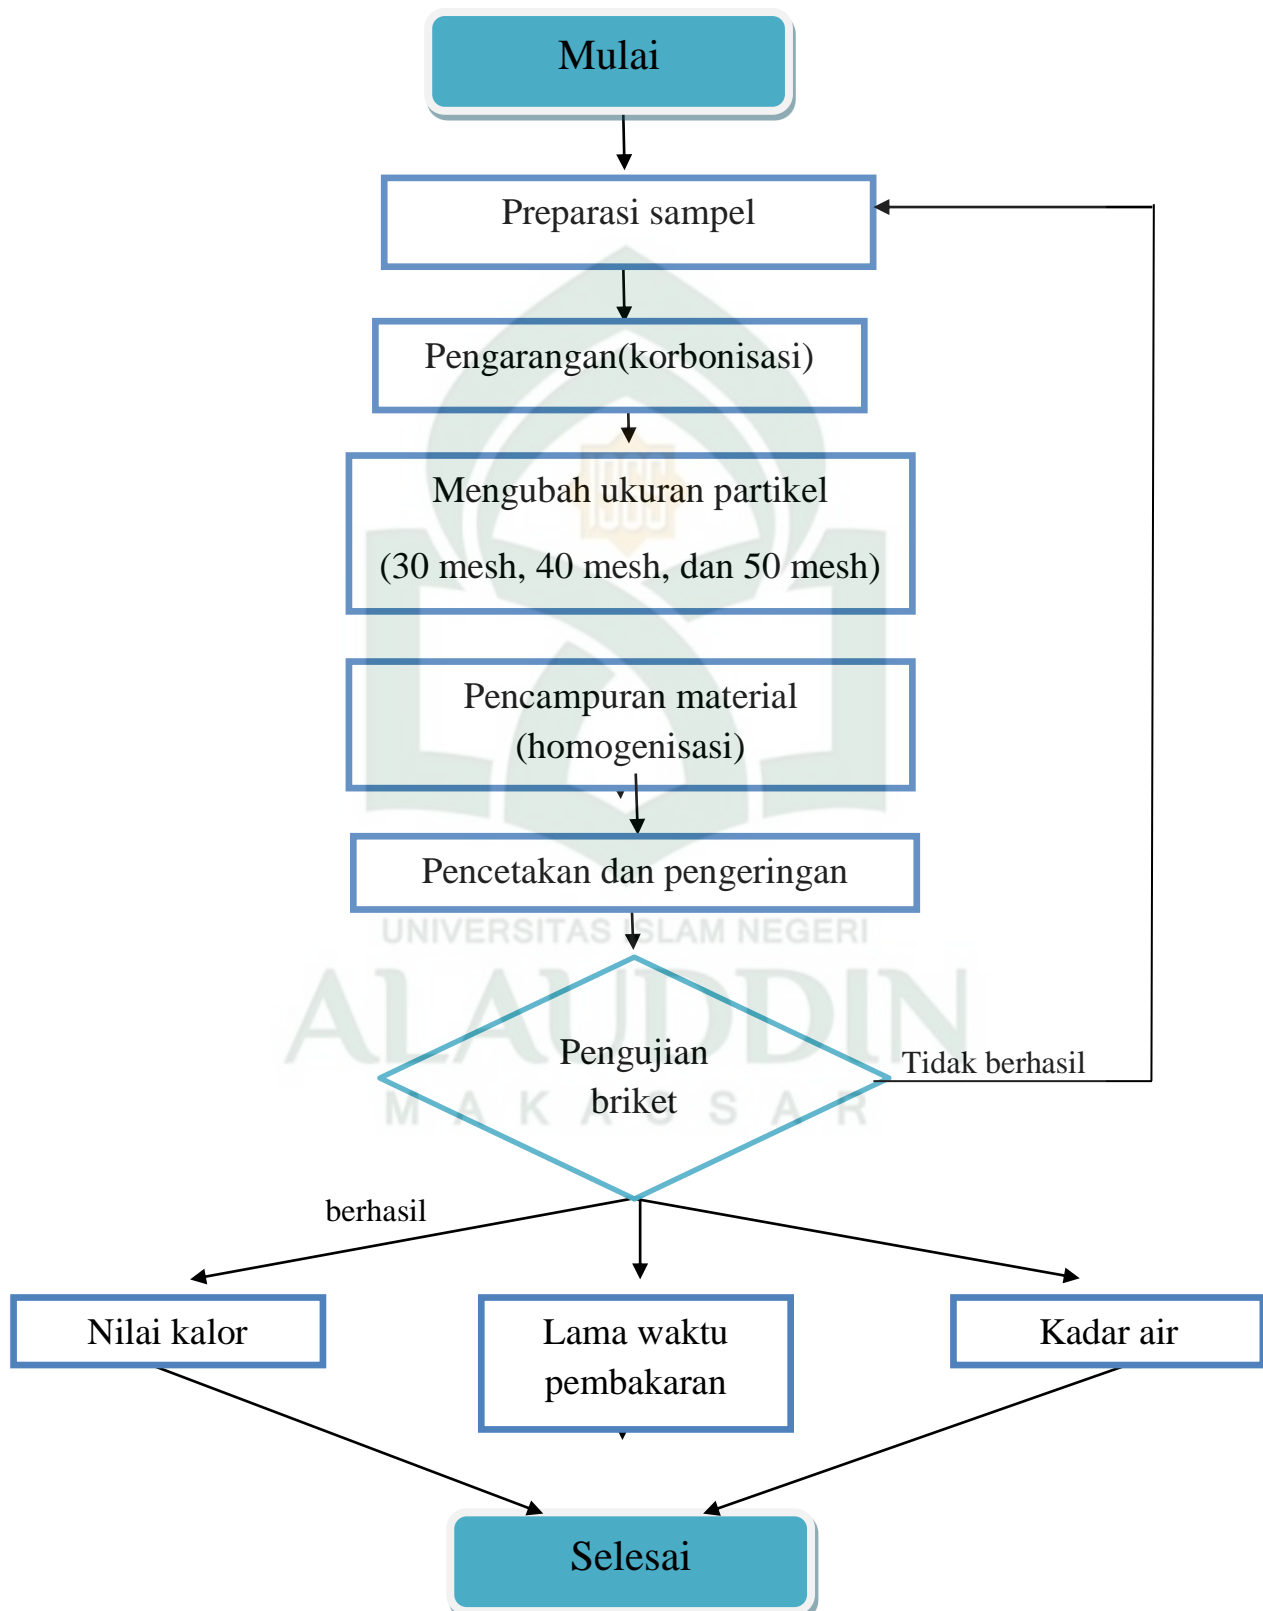 Mulai
Preparasi sampel
Pengarangan(korbonisasi)
1965
Mengubah ukuran partikel
(30 mesh, 40 mesh, dan 50 mesh)
Pencampuran material
(homogenisasi)
Pencetakan dan pengeringan
UNIVERSITAS ISLAM NEGERI
ALAUDDIN
MAKASSAR
Pengujian
briket
Tidak berhasil
berhasil
Nilai kalor
Lama waktu
pembakaran
Kadar air
Selesai